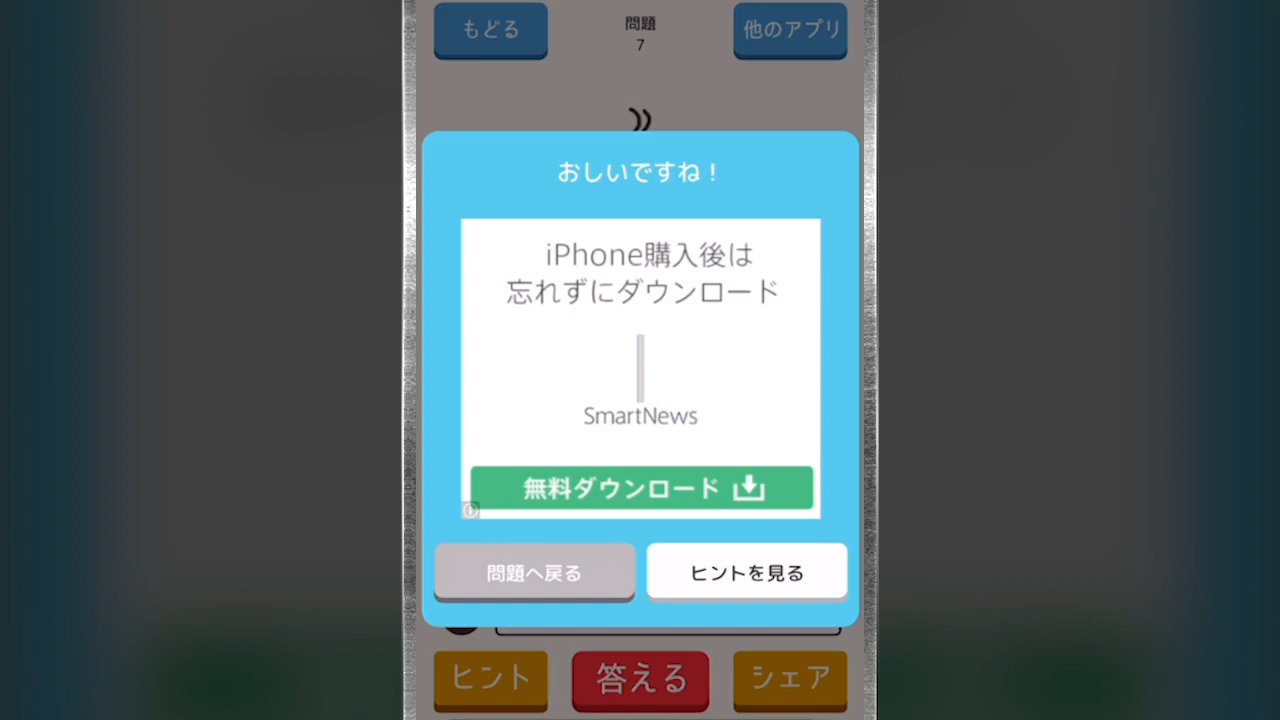 もどる
問題
7
他のアプリ
おしいですね！
iPhone購入後は
忘れずにダウンロード
SmartNews
無料ダウンロード
問題へ戻る
ヒントを見る
ヒント
答える
シェア